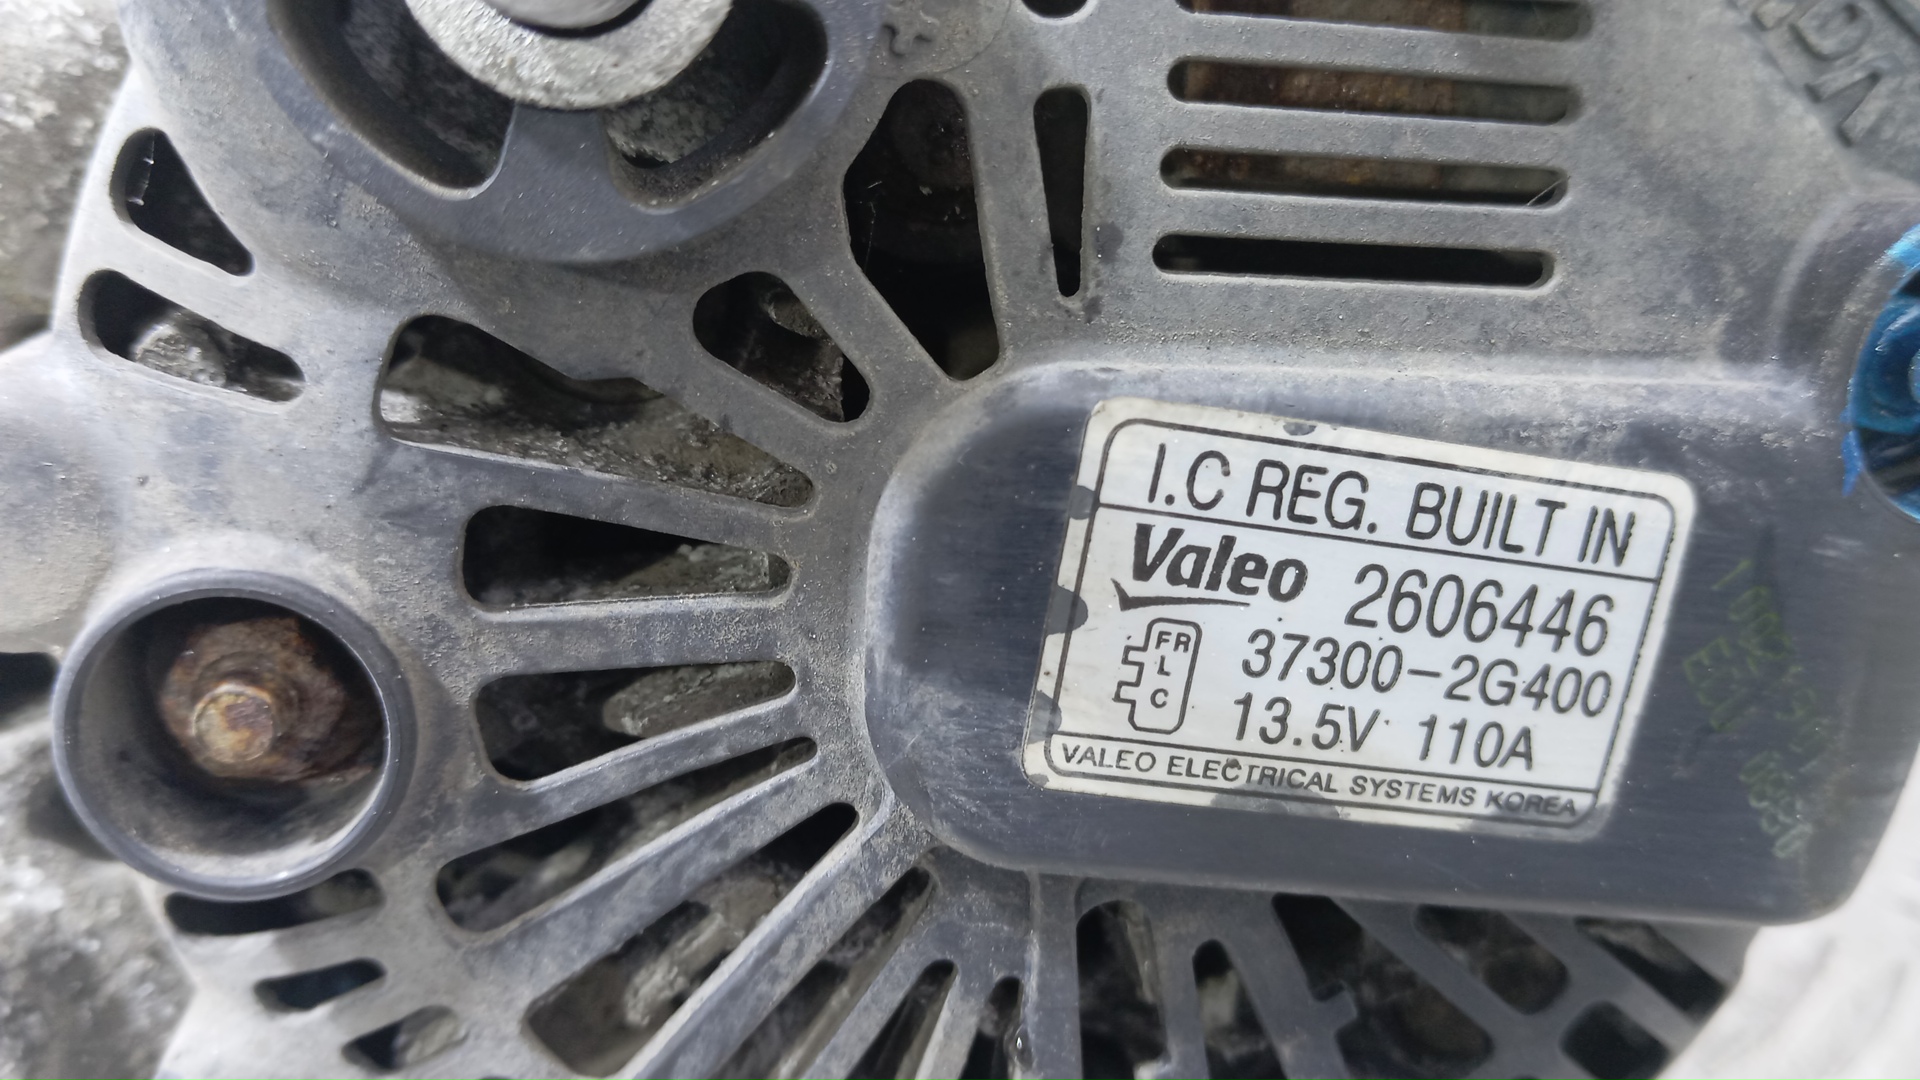 I.C REG. BUILT IN
Valeo 2606446
FR
L
C
37300-2G400
13.5V 110A
VALEO ELECTRICAL SYSTEMS KOREA